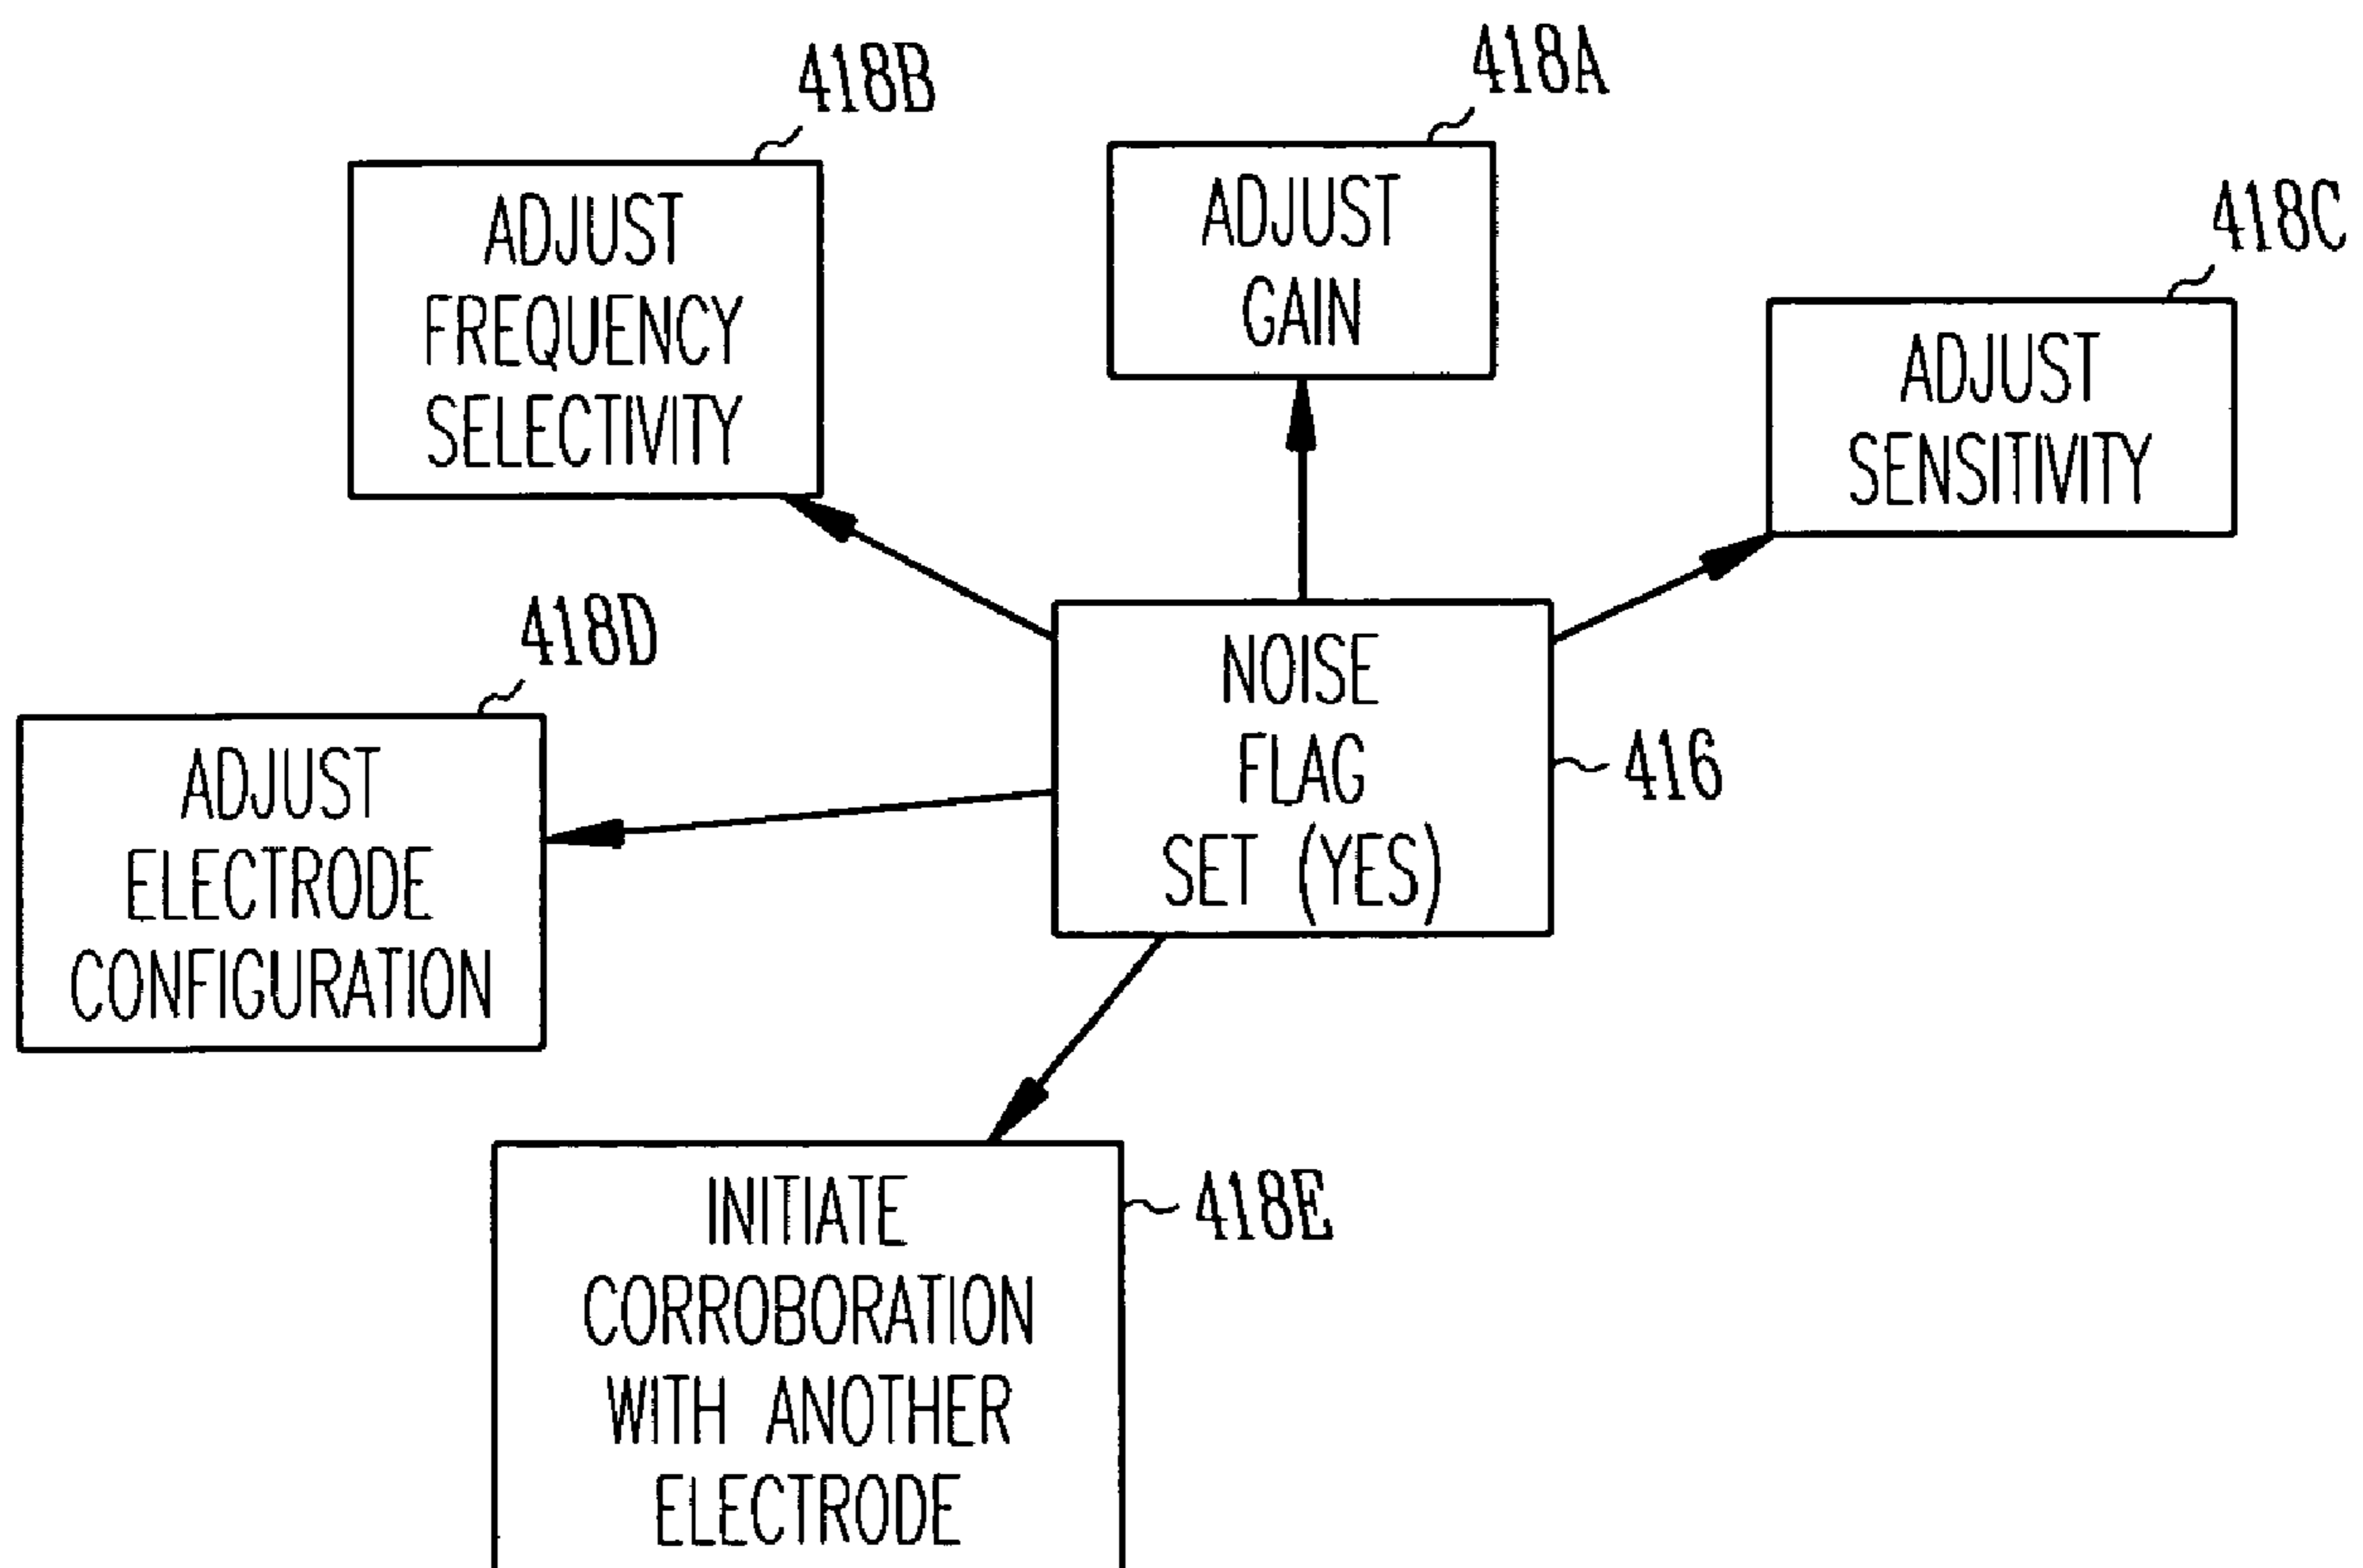 418B
ADJUST
FREQUENCY
SELECTIVITY
418A
ADJUST
GAIN
418C
ADJUST
SENSITIVITY
418D
ADJUST
ELECTRODE
CONFIGURATION
NOISE
FLAG
SET (YES)
416
INITIATE
CORROBORATION
WITH ANOTHER
ELECTRODE
418E